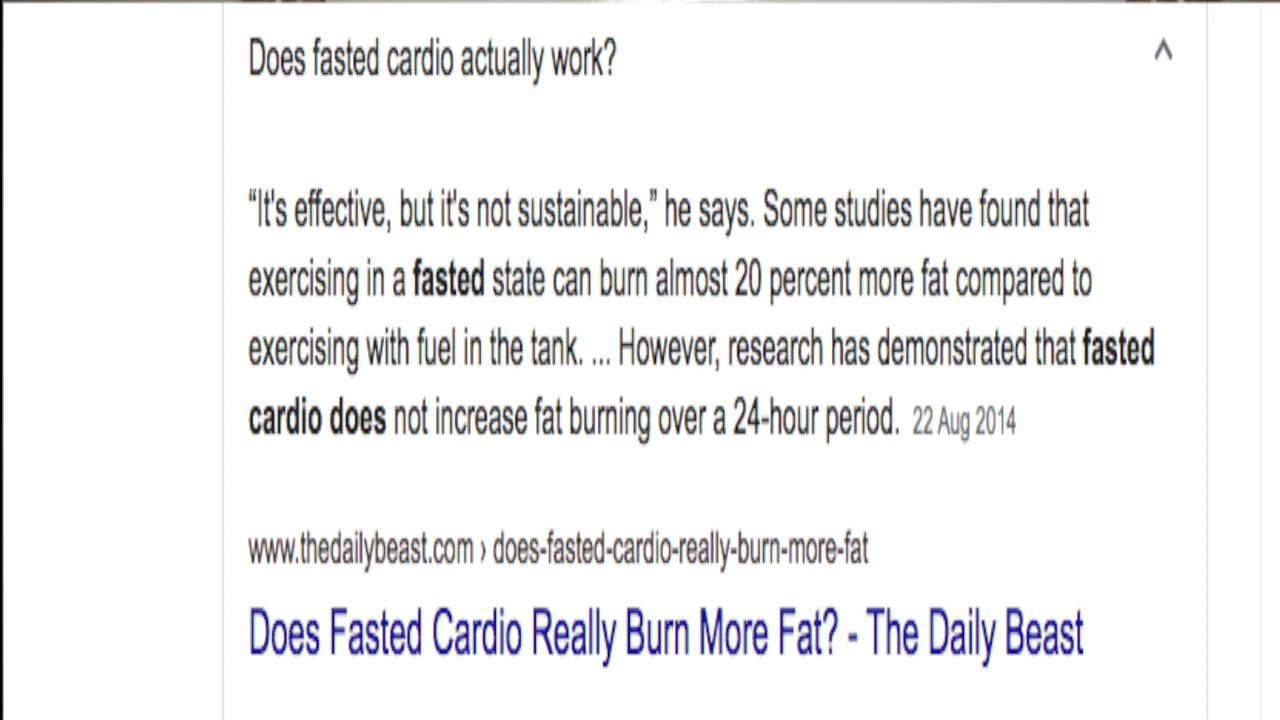 Does fasted cardio actually work?
“It's effective, but it's not sustainable,” he says. Some studies have found that
exercising in a fasted state can burn almost 20 percent more fat compared to
exercising with fuel in the tank. ... However, research has demonstrated that fasted
cardio does not increase fat burning over a 24-hour period. 22 Aug 2014
www.thedailybeast.com › does-fasted-cardio-really-burn-more-fat
Does Fasted Cardio Really Burn More Fat? - The Daily Beast